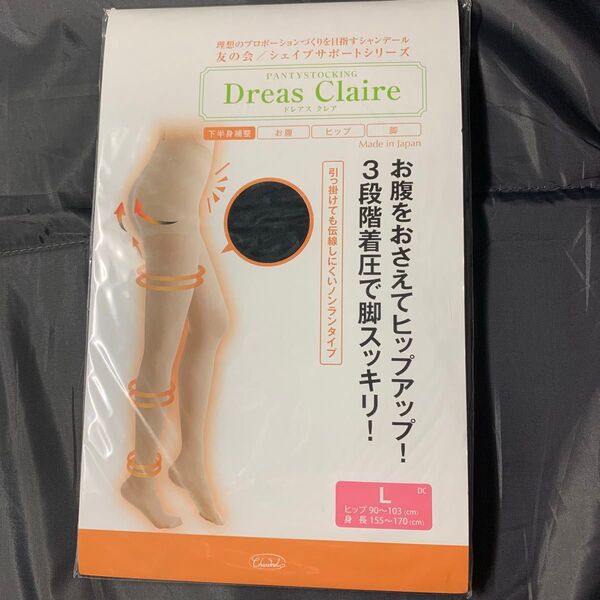 理想のプロポーションづくりを目指すシャンデール
友の会／シェイプサポートシリーズ
PANTYSTOCKING
Dreas Claire
ドレアス クレア
下半身補整 お腹 ヒップ 脚
Made in Japan
お腹をおさえてヒップアップ！
3段階着圧で脚スッキリ！
引っ掛けても伝線しにくいノンランタイプ
L
DC
ヒップ 90～103（cm）
身 長 155～170（cm）